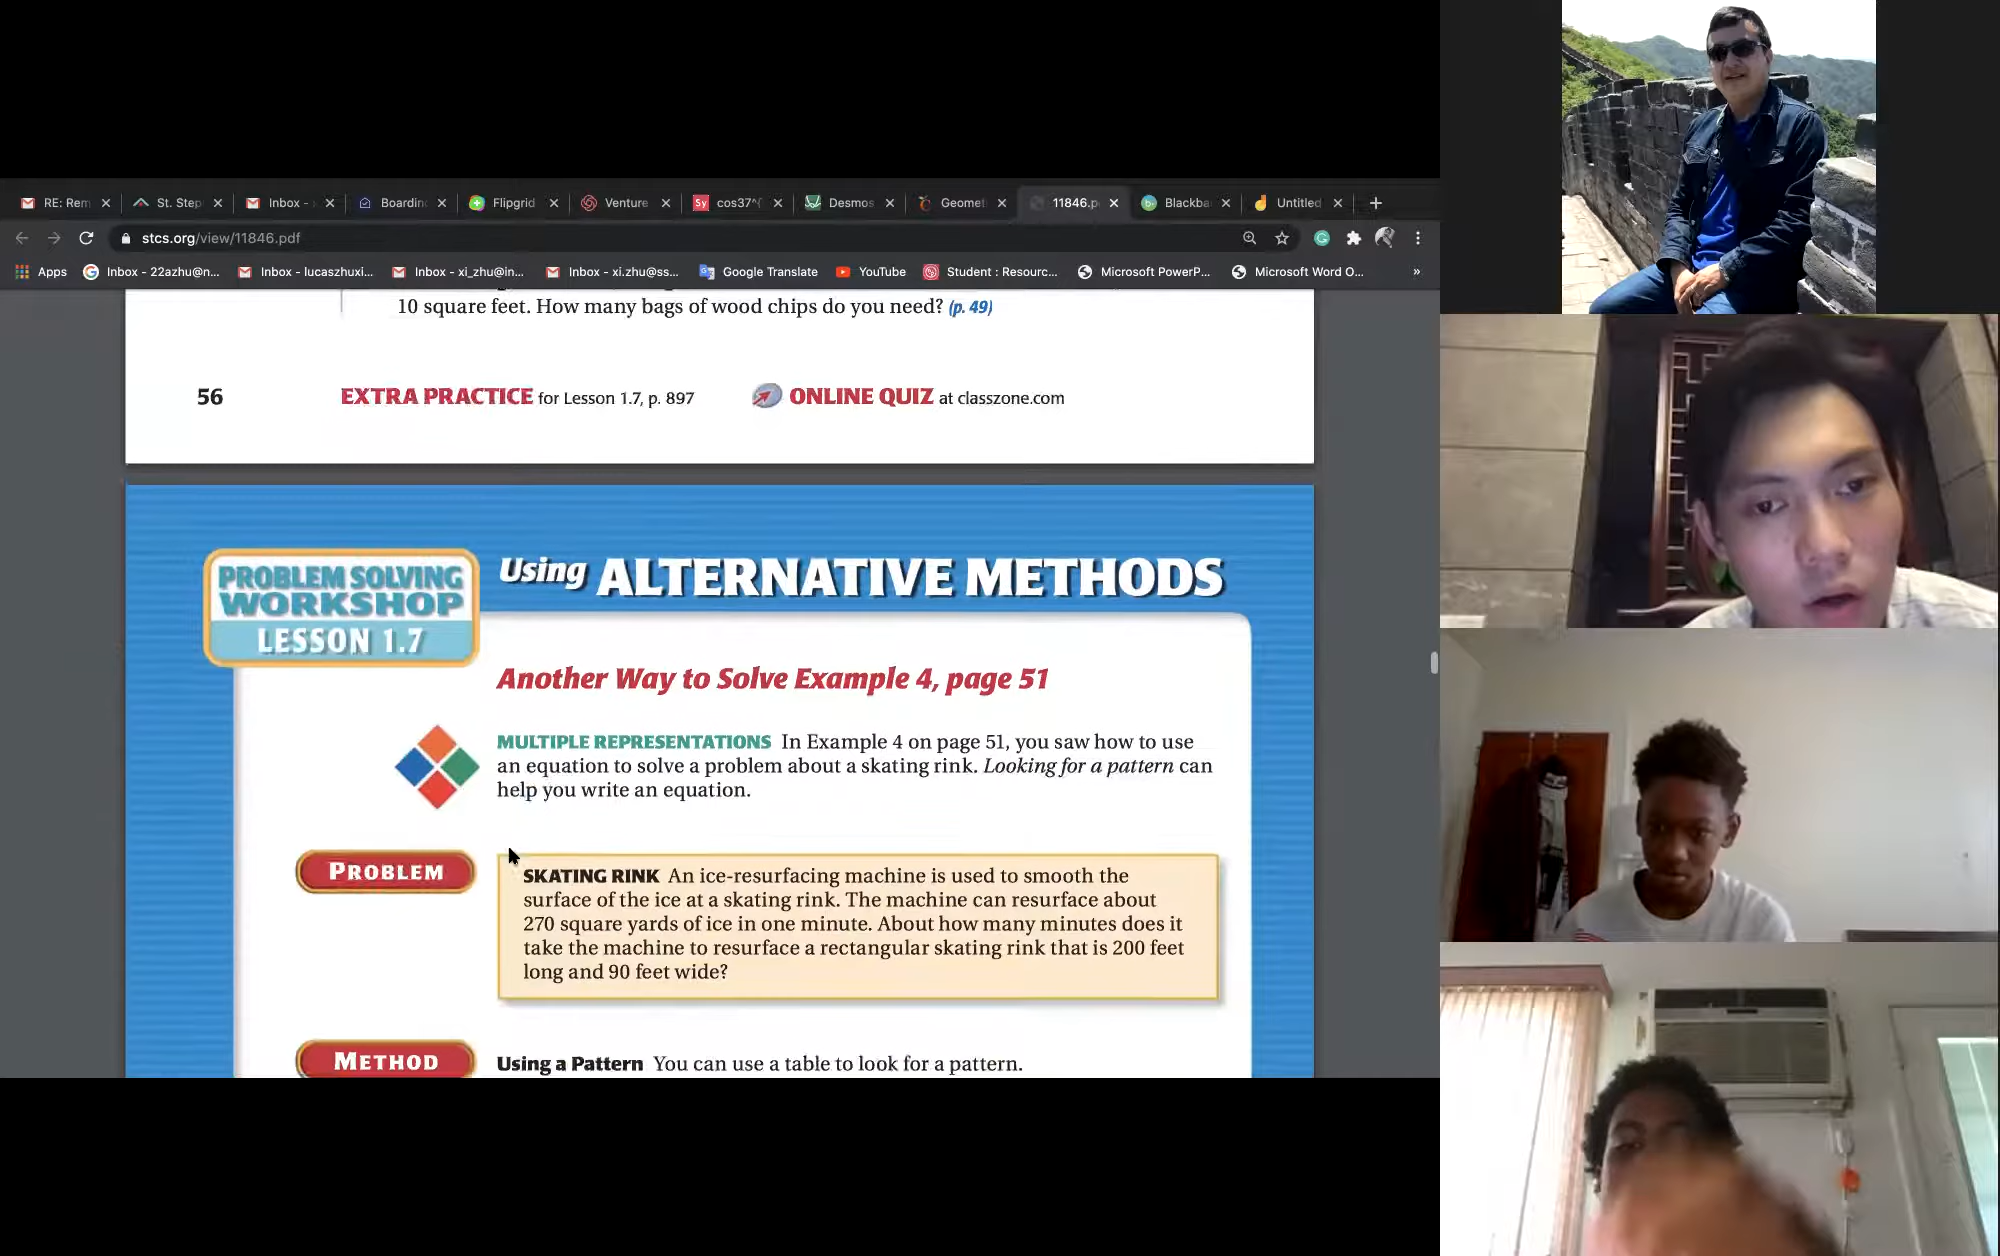 RE: Rem
St. Step
Inbox -
Boardin
Flipgrid
Venture
Sy cos37^(
Desmos
Geomet
11846.p
Blackba
Untitled
stcs.org/view/11846.pdf
Apps
Inbox - 22azhu@n...
Inbox - lucaszhuxi...
Inbox - xi_zhu@in...
Inbox - xi.zhu@ss...
Google Translate
YouTube
Student : Resourc...
Microsoft PowerP...
Microsoft Word O...
»
10 square feet. How many bags of wood chips do you need? (p. 49)
56
EXTRA PRACTICE for Lesson 1.7, p. 897
ONLINE QUIZ at classzone.com
PROBLEM SOLVING
WORKSHOP
LESSON 1.7
Using ALTERNATIVE METHODS
Another Way to Solve Example 4, page 51
MULTIPLE REPRESENTATIONS In Example 4 on page 51, you saw how to use
an equation to solve a problem about a skating rink. Looking for a pattern can
help you write an equation.
PROBLEM
SKATING RINK An ice-resurfacing machine is used to smooth the
surface of the ice at a skating rink. The machine can resurface about
270 square yards of ice in one minute. About how many minutes does it
take the machine to resurface a rectangular skating rink that is 200 feet
long and 90 feet wide?
METHOD
Using a Pattern You can use a table to look for a pattern.